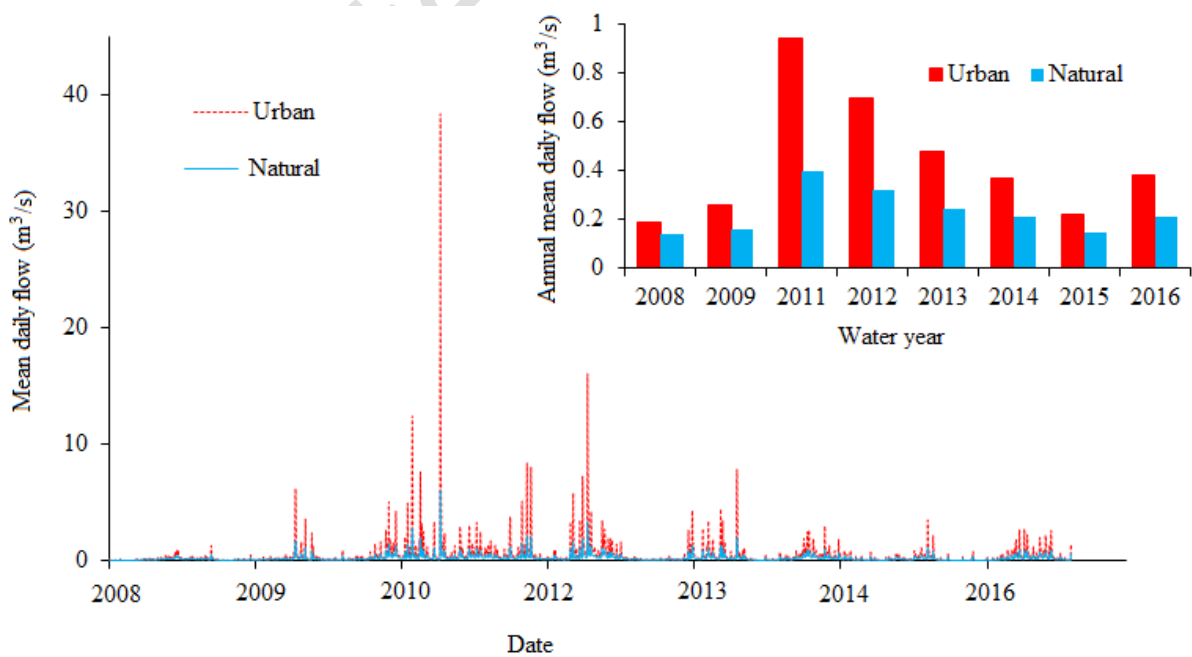 Mean daily flow (m³/s)
40
30
20
10
0
Urban
Natural
2008 2009 2010 2012 2013 2014 2016
Date
Annual mean daily flow (m³/s)
1
0.8
0.6
0.4
0.2
0
Urban Natural
2008 2009 2011 2012 2013 2014 2015 2016
Water year